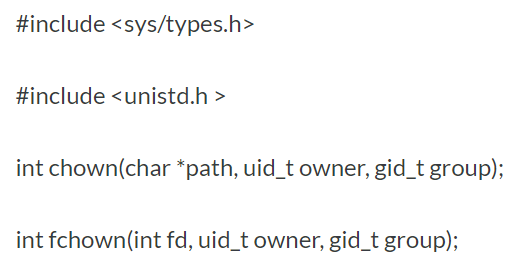 #include <sys/types.h>
#include <unistd.h >
int chown(char *path, uid_t owner, gid_t group);
int fchown(int fd, uid_t owner, gid_t group);